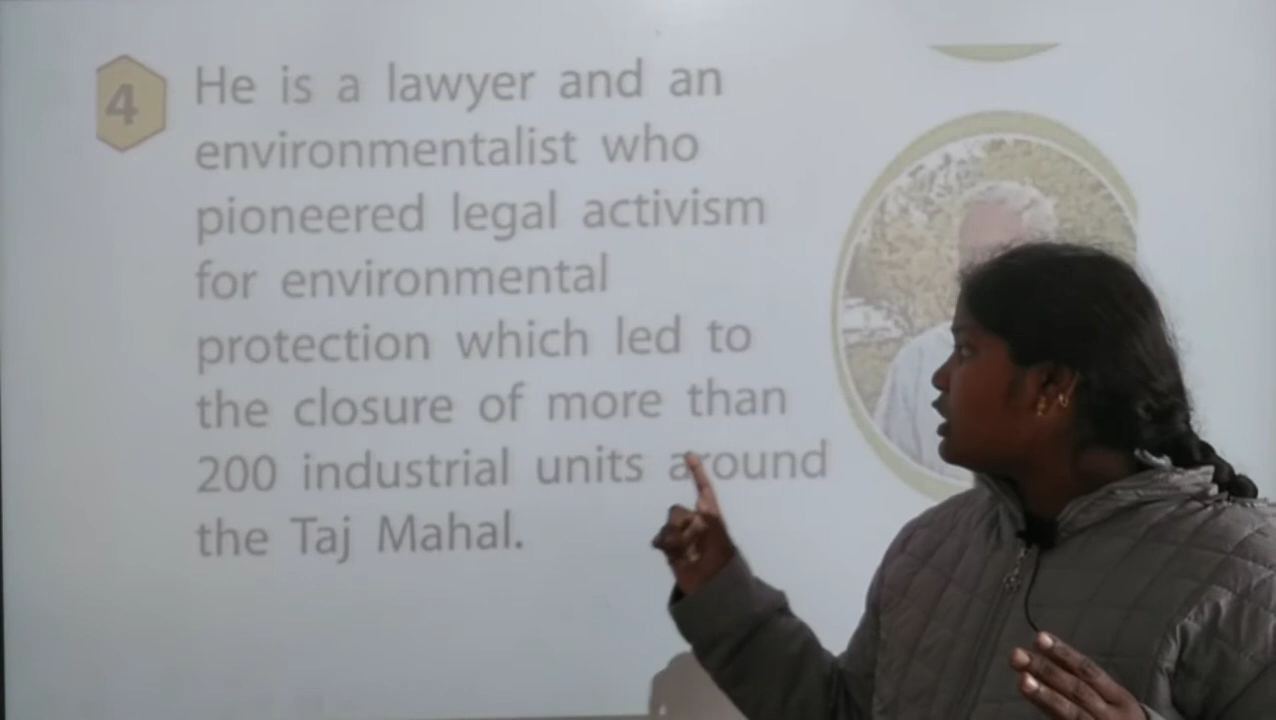 4
He is a lawyer and an
environmentalist who
pioneered legal activism
for environmental
protection which led to
the closure of more than
200 industrial units around
the Taj Mahal.